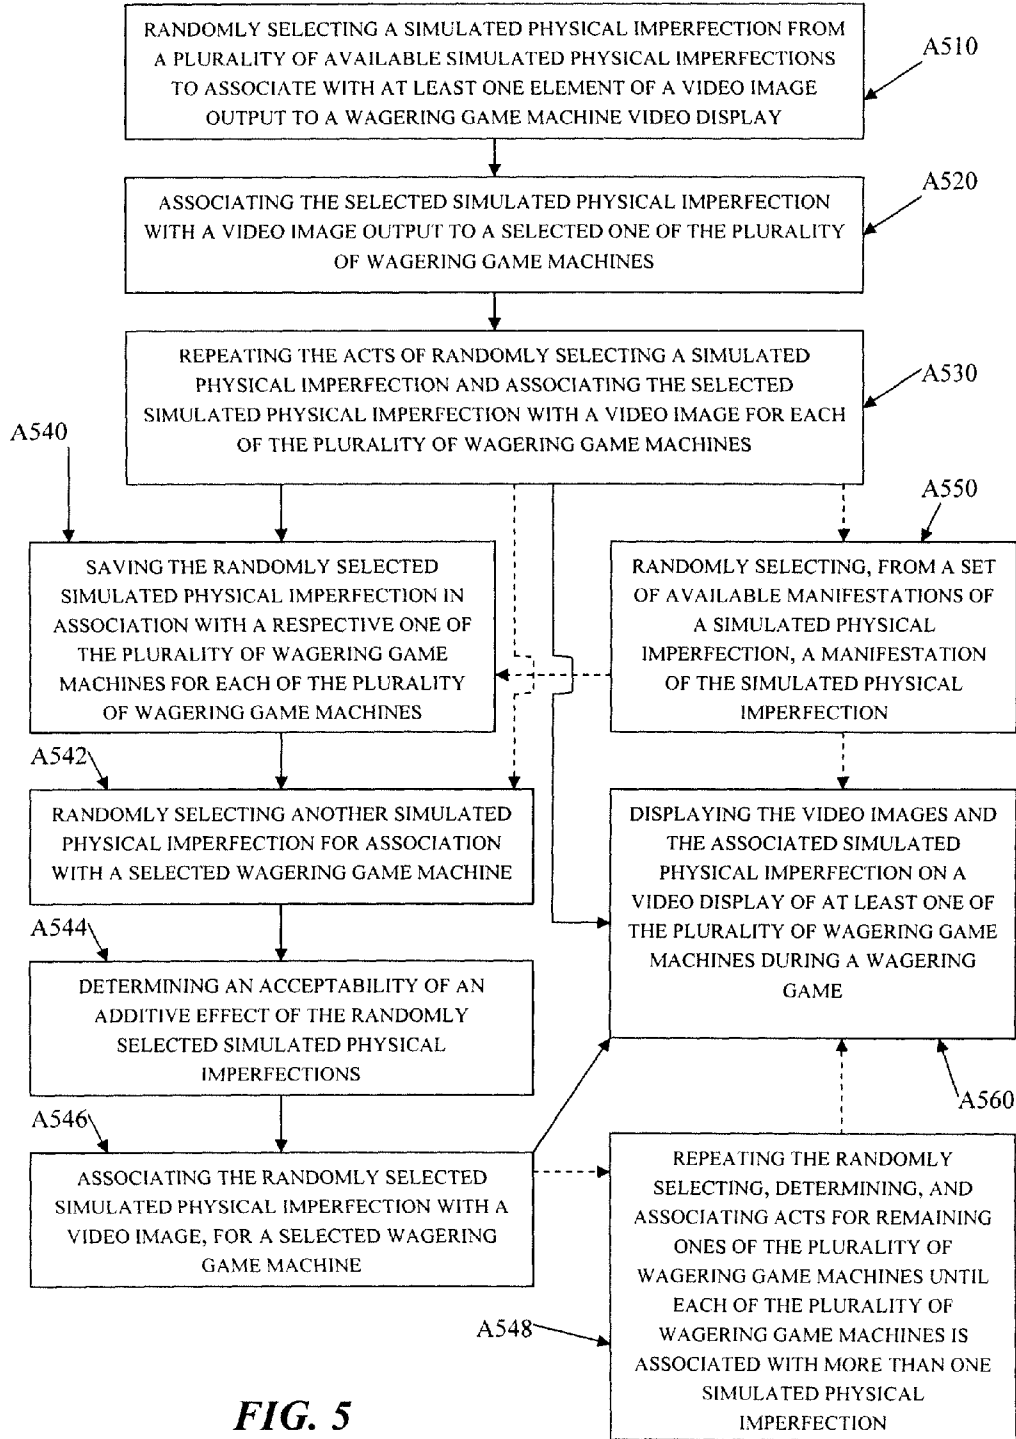 RANDOMLY SELECTING A SIMULATED PHYSICAL IMPERFECTION FROM
A PLURALITY OF AVAILABLE SIMULATED PHYSICAL IMPERFECTIONS
TO ASSOCIATE WITH AT LEAST ONE ELEMENT OF A VIDEO IMAGE
OUTPUT TO A WAGERING GAME MACHINE VIDEO DISPLAY
A510
ASSOCIATING THE SELECTED SIMULATED PHYSICAL IMPERFECTION
WITH A VIDEO IMAGE OUTPUT TO A SELECTED ONE OF THE PLURALITY
OF WAGERING GAME MACHINES
A520
REPEATING THE ACTS OF RANDOMLY SELECTING A SIMULATED
PHYSICAL IMPERFECTION AND ASSOCIATING THE SELECTED
SIMULATED PHYSICAL IMPERFECTION WITH A VIDEO IMAGE FOR EACH
OF THE PLURALITY OF WAGERING GAME MACHINES
A530
A540
SAVING THE RANDOMLY SELECTED
SIMULATED PHYSICAL IMPERFECTION IN
ASSOCIATION WITH A RESPECTIVE ONE OF
THE PLURALITY OF WAGERING GAME
MACHINES FOR EACH OF THE PLURALITY
OF WAGERING GAME MACHINES
A550
RANDOMLY SELECTING, FROM A SET
OF AVAILABLE MANIFESTATIONS OF
A SIMULATED PHYSICAL
IMPERFECTION, A MANIFESTATION
OF THE SIMULATED PHYSICAL
IMPERFECTION
A542
RANDOMLY SELECTING ANOTHER SIMULATED
PHYSICAL IMPERFECTION FOR ASSOCIATION
WITH A SELECTED WAGERING GAME MACHINE
DISPLAYING THE VIDEO IMAGES AND
THE ASSOCIATED SIMULATED
PHYSICAL IMPERFECTION ON A
VIDEO DISPLAY OF AT LEAST ONE OF
THE PLURALITY OF WAGERING GAME
MACHINES DURING A WAGERING
GAME
A544
DETERMINING AN ACCEPTABILITY OF AN
ADDITIVE EFFECT OF THE RANDOMLY
SELECTED SIMULATED PHYSICAL
IMPERFECTIONS
A560
A546
ASSOCIATING THE RANDOMLY SELECTED
SIMULATED PHYSICAL IMPERFECTION WITH A
VIDEO IMAGE, FOR A SELECTED WAGERING
GAME MACHINE
REPEATING THE RANDOMLY
SELECTING, DETERMINING, AND
ASSOCIATING ACTS FOR REMAINING
ONES OF THE PLURALITY OF
WAGERING GAME MACHINES UNTIL
EACH OF THE PLURALITY OF
WAGERING GAME MACHINES IS
ASSOCIATED WITH MORE THAN ONE
SIMULATED PHYSICAL
IMPERFECTION
A548
FIG. 5